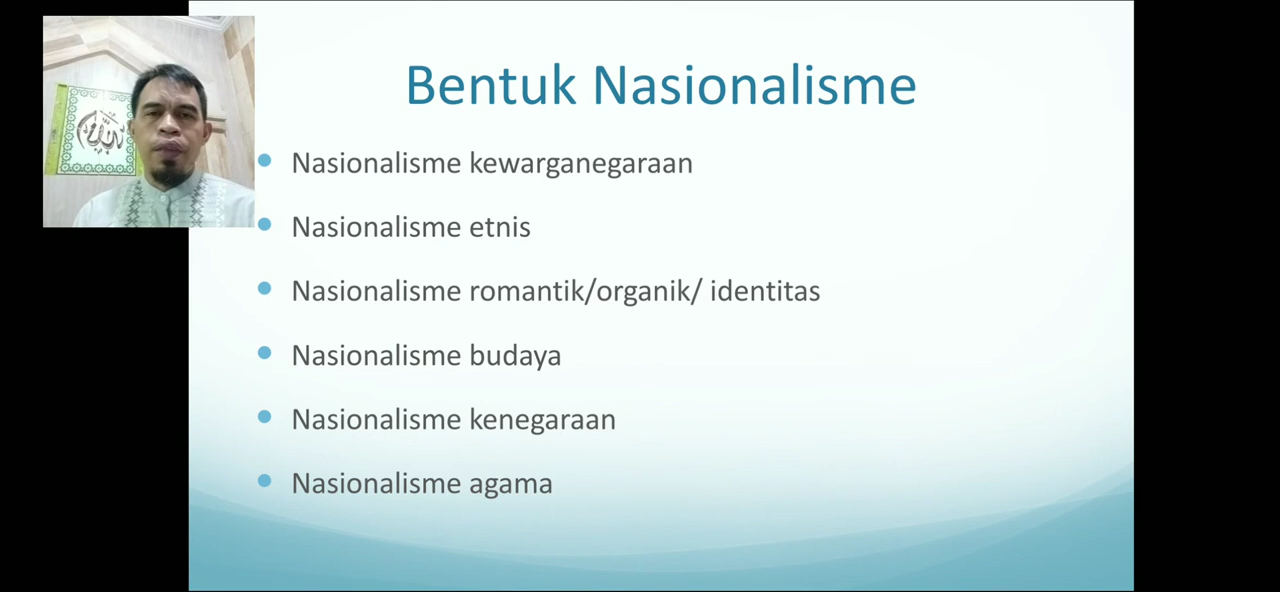 Bentuk Nasionalisme
Nasionalisme kewarganegaraan
Nasionalisme etnis
Nasionalisme romantik/organik/ identitas
Nasionalisme budaya
Nasionalisme kenegaraan
Nasionalisme agama